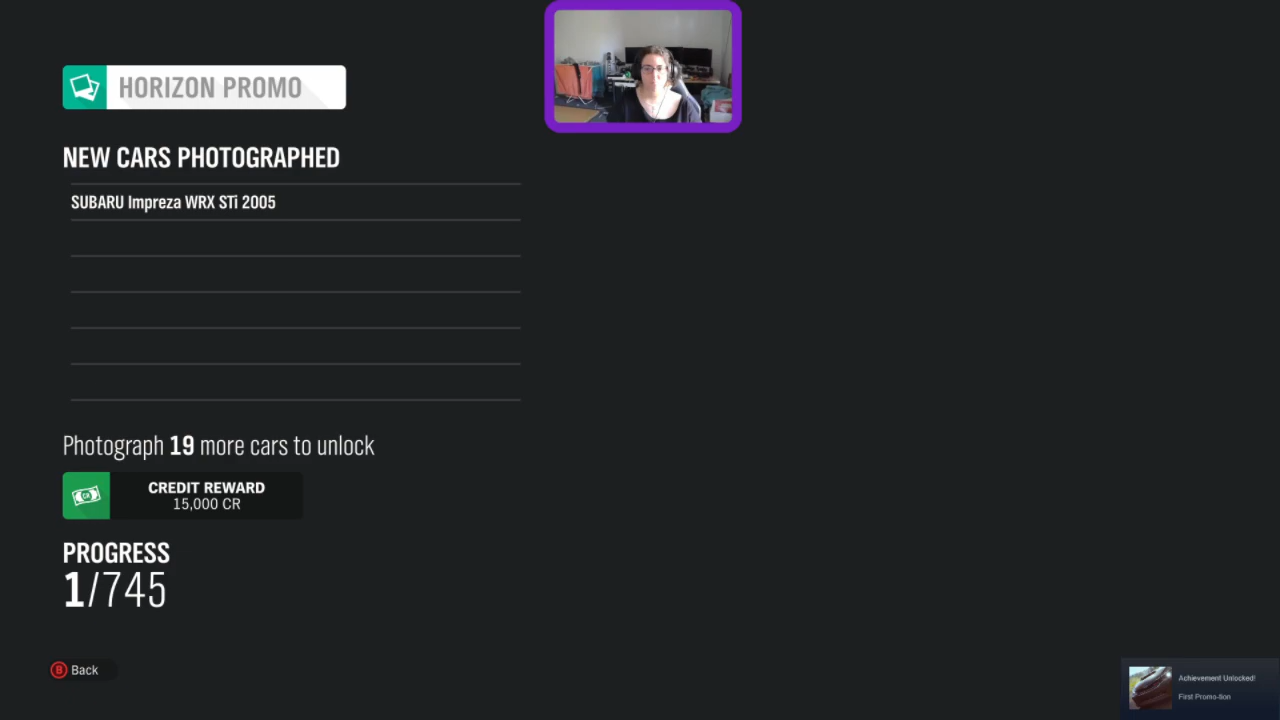 HORIZON PROMO
NEW CARS PHOTOGRAPHED
SUBARU Impreza WRX STi 2005
Photograph 19 more cars to unlock
CR
CREDIT REWARD
15,000 CR
PROGRESS
1/745
B Back
Achievement Unlocked!
First Promo-tion